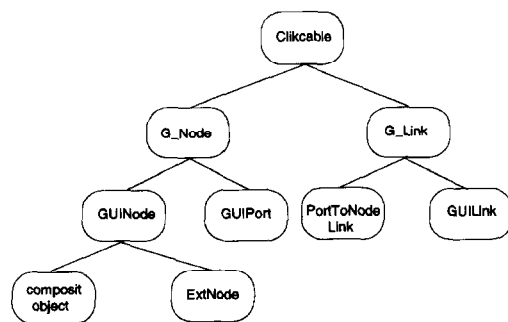 Clikcable
G_Node
G_Link
GUiNode
GUIPort
PortToNode
Link
GUILInk
composit
object
ExtNode